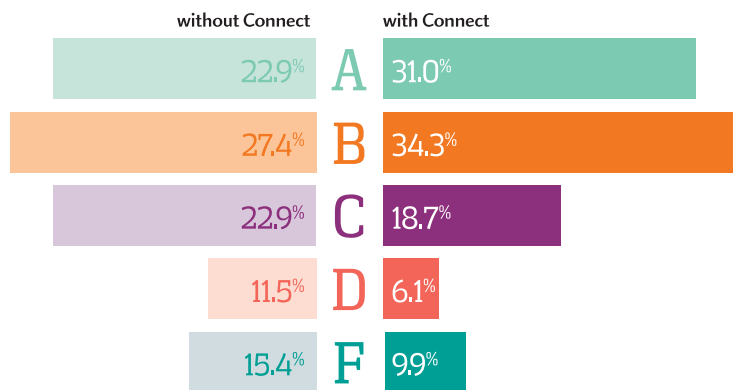 without Connect with Connect
22.9% A 31.0%
27.4% B 34.3%
22.9% C 18.7%
11.5% D 6.1%
15.4% F 9.9%